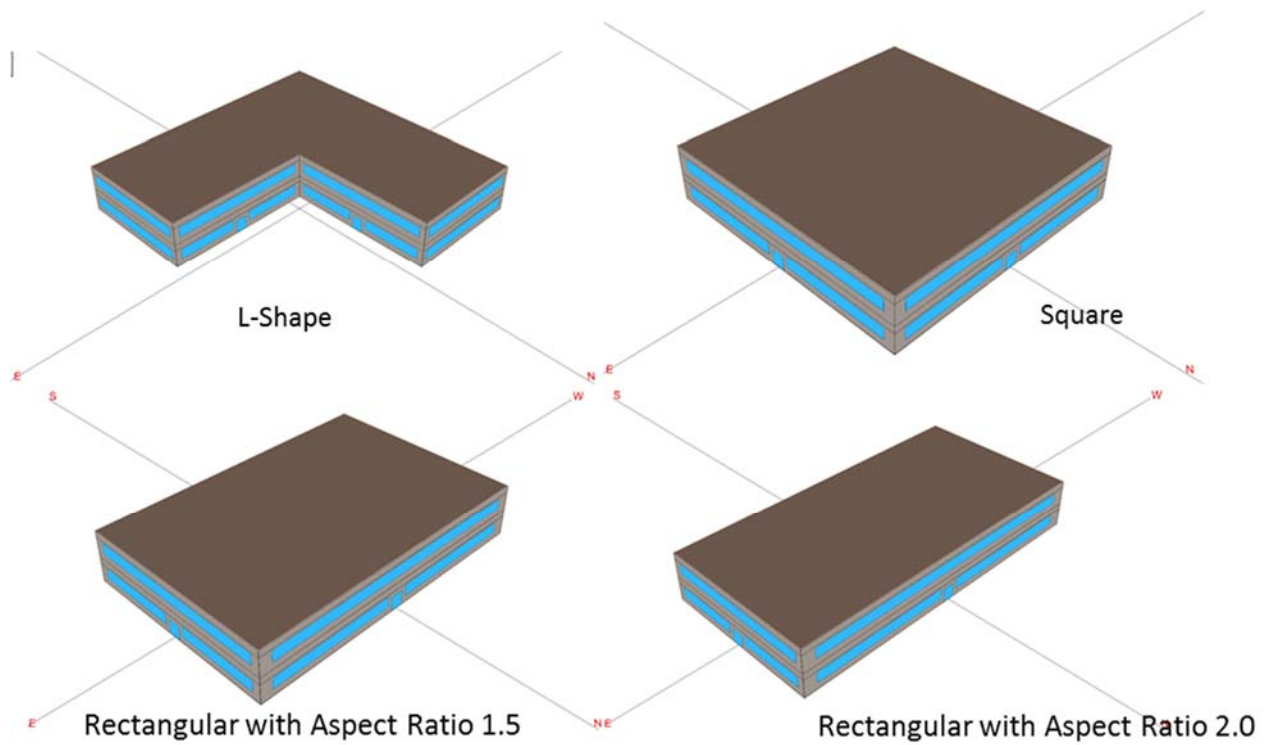 L-Shape
Square
E
N
E
N
S
W
S
W
E
N
E
Rectangular with Aspect Ratio 1.5
Rectangular with Aspect Ratio 2.0